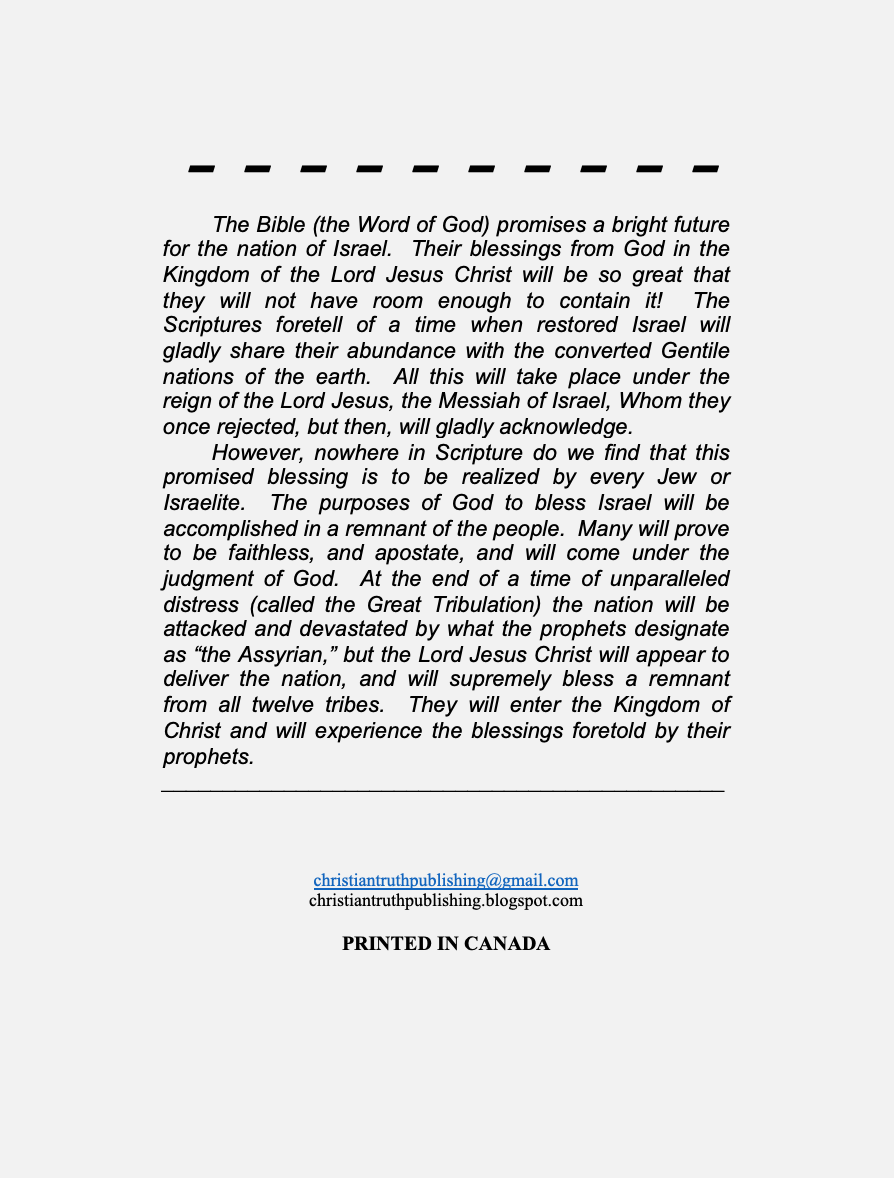 The Bible (the Word of God) promises a bright future
for the nation of Israel.  Their blessings from God in the
Kingdom of the Lord Jesus Christ will be so great that
they will not have room enough to contain it!  The
Scriptures foretell of a time when restored Israel will
gladly share their abundance with the converted Gentile
nations of the earth.  All this will take place under the
reign of the Lord Jesus, the Messiah of Israel, Whom they
once rejected, but then, will gladly acknowledge.
However, nowhere in Scripture do we find that this
promised blessing is to be realized by every Jew or
Israelite.  The purposes of God to bless Israel will be
accomplished in a remnant of the people.  Many will prove
to be faithless, and apostate, and will come under the
judgment of God.  At the end of a time of unparalleled
distress (called the Great Tribulation) the nation will be
attacked and devastated by what the prophets designate
as “the Assyrian,” but the Lord Jesus Christ will appear to
deliver the nation, and will supremely bless a remnant
from all twelve tribes.  They will enter the Kingdom of
Christ and will experience the blessings foretold by their
prophets.
christiantruthpublishing@gmail.com
christiantruthpublishing.blogspot.com
PRINTED IN CANADA